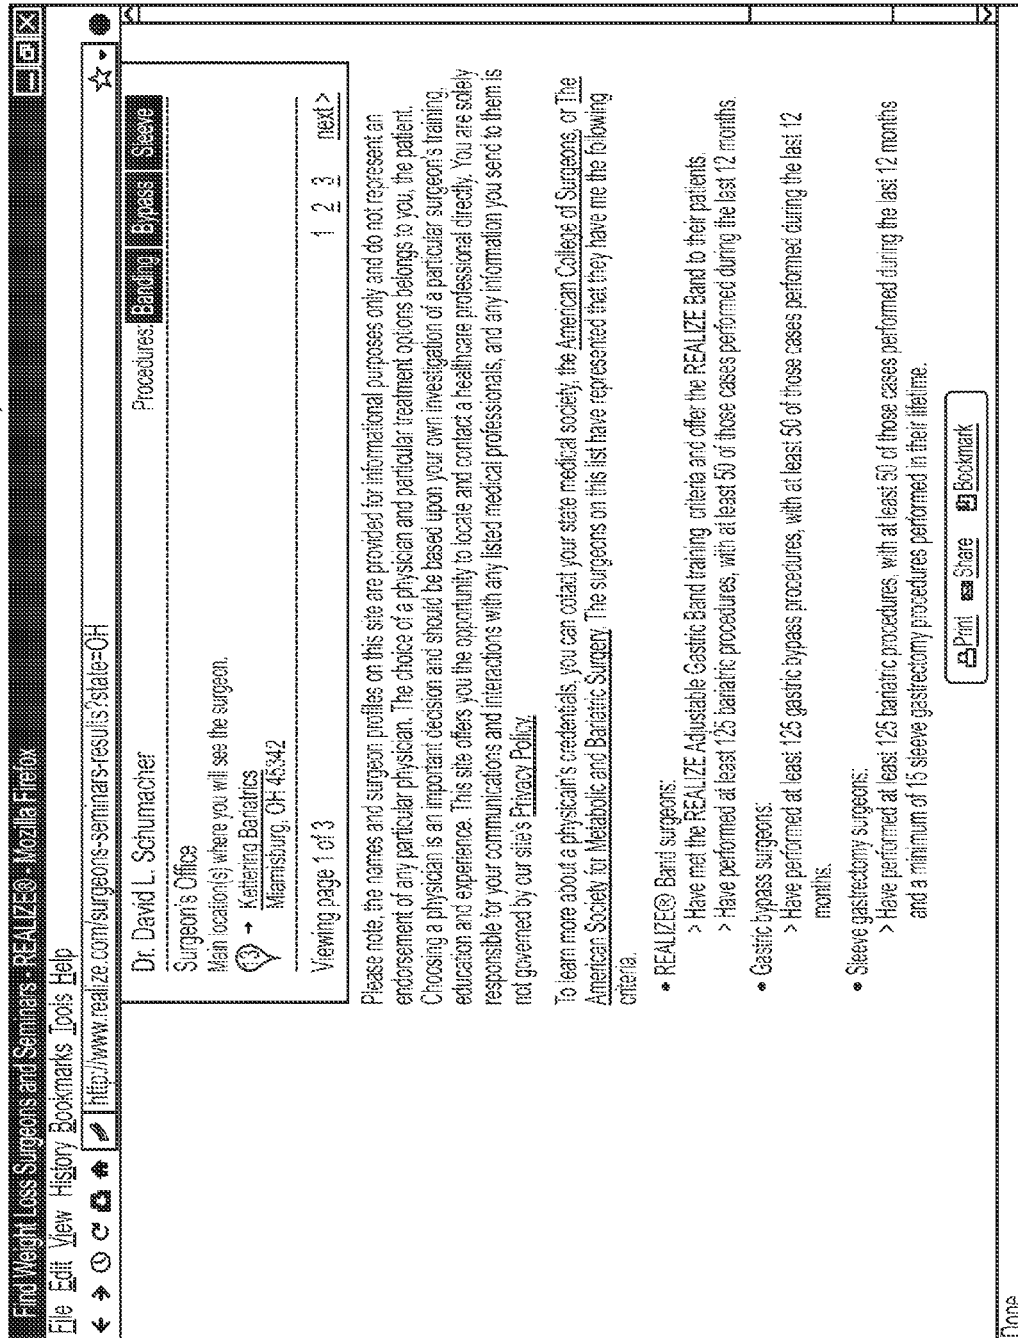 Find Weight Loss Surgeons and Seminars - REALIZE® - Mozilla Firefox
File Edit View History Bookmarks Tools Help
http://www.realize.com/surgeons-seminars-results?state=OH
Dr. David L. Schumacher Procedures: Banding Bypass Sleeve
Surgeon's Office
Main location(s) where you will see the surgeon.
13 → Kettering Bariatrics
Miamisburg, OH 45342
Viewing page 1 of 3 1 2 3 next >
Please note, the names and surgeon profiles on this site are provided for informational purposes only and do not represent an
endorsement of any particular physician. The choice of a physician and particular treatment options belongs to you, the patient.
Choosing a physician is an important decision and should be based upon your own investigation of a particular surgeon's training,
education and experience. This site offers you the opportunity to locate and contact a healthcare professional directly. You are solely
responsible for your communications and interactions with any listed medical professionals, and any information you send to them is
not governed by our site's Privacy Policy.
To learn more about a physicain's credentials, you can cotact your state medical society, the American College of Surgeons, or The
American Society for Metabolic and Bariatric Surgery. The surgeons on this list have represented that they have me the following
criteria.
• REALIZE® Band surgeons:
> Have met the REALIZE Adjustable Gastric Band training criteria and offer the REALIZE Band to their patients.
> Have performed at least 125 bariatric procedures, with at least 50 of those cases performed during the last 12 months.
• Gastric bypass surgeons:
> Have performed at least 125 gastric bypass procedures, with at least 50 of those cases performed during the last 12
months.
• Sleeve gastrectomy surgeons:
> Have performed at least 125 bariatric procedures, with at least 50 of those cases performed during the last 12 months
and a minimum of 15 sleeve gastrectomy procedures performed in their lifetime.
Print Share Bookmark
Done